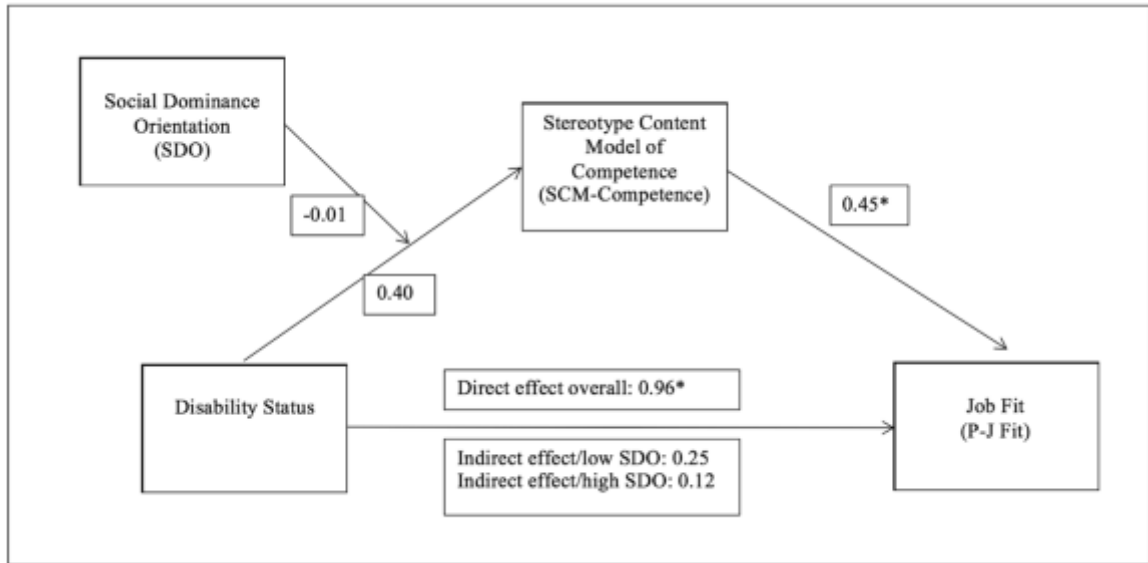 Social Dominance
Orientation
(SDO)
Stereotype Content
Model of
Competence
(SCM-Competence)
-0.01
0.45*
0.40
Disability Status
Direct effect overall: 0.96*
Indirect effect/low SDO: 0.25
Indirect effect/high SDO: 0.12
Job Fit
(P-J Fit)